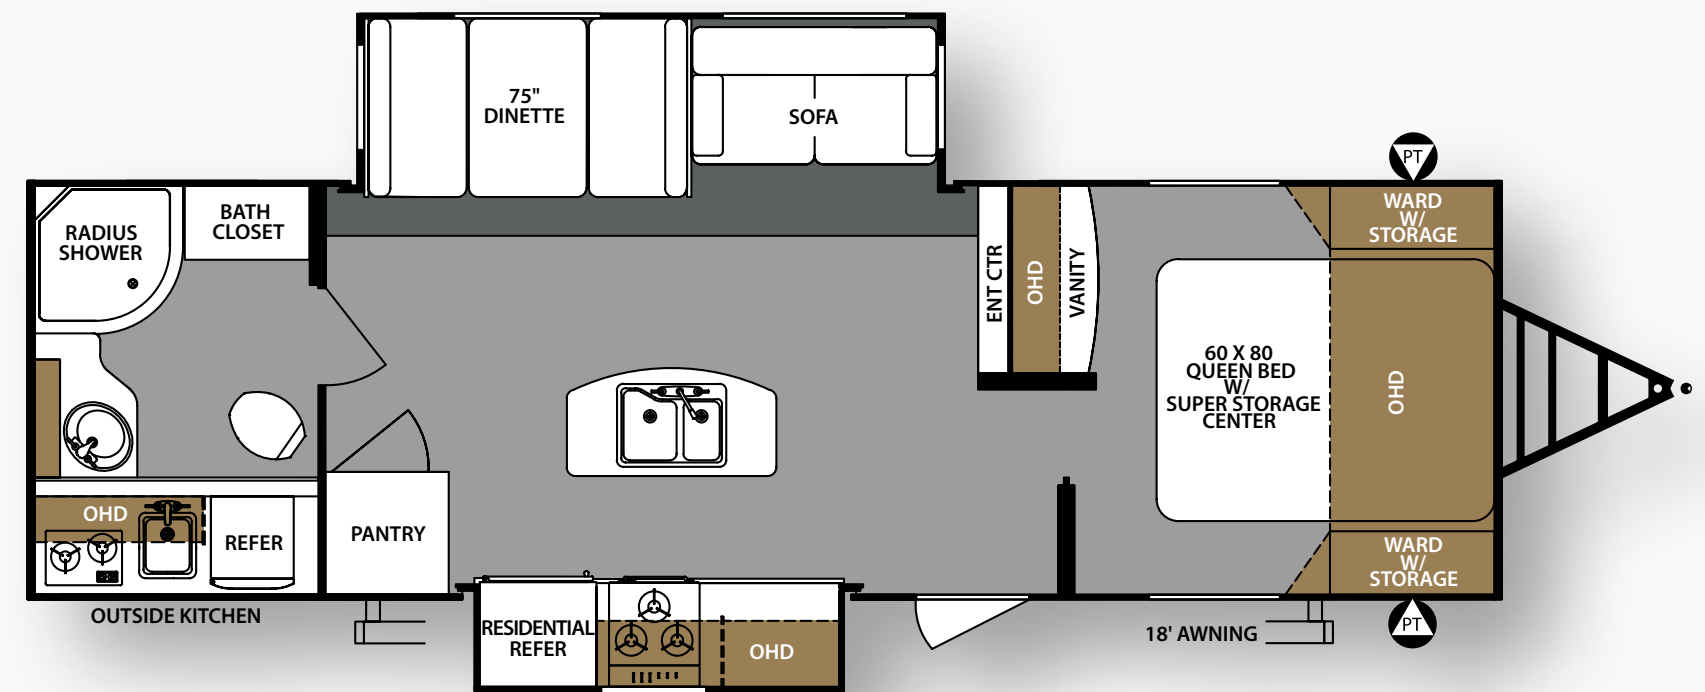 75"
DINETTE
SOFA
PT
RADIUS
SHOWER
BATH
CLOSET
WARD
W/
STORAGE
ENT CTR
OHD
VANITY
60 X 80
QUEEN BED
W/
SUPER STORAGE
CENTER
OHD
OHD
REFER
PANTRY
WARD
W/
STORAGE
OUTSIDE KITCHEN
RESIDENTIAL
REFER
OHD
18' AWNING
PT